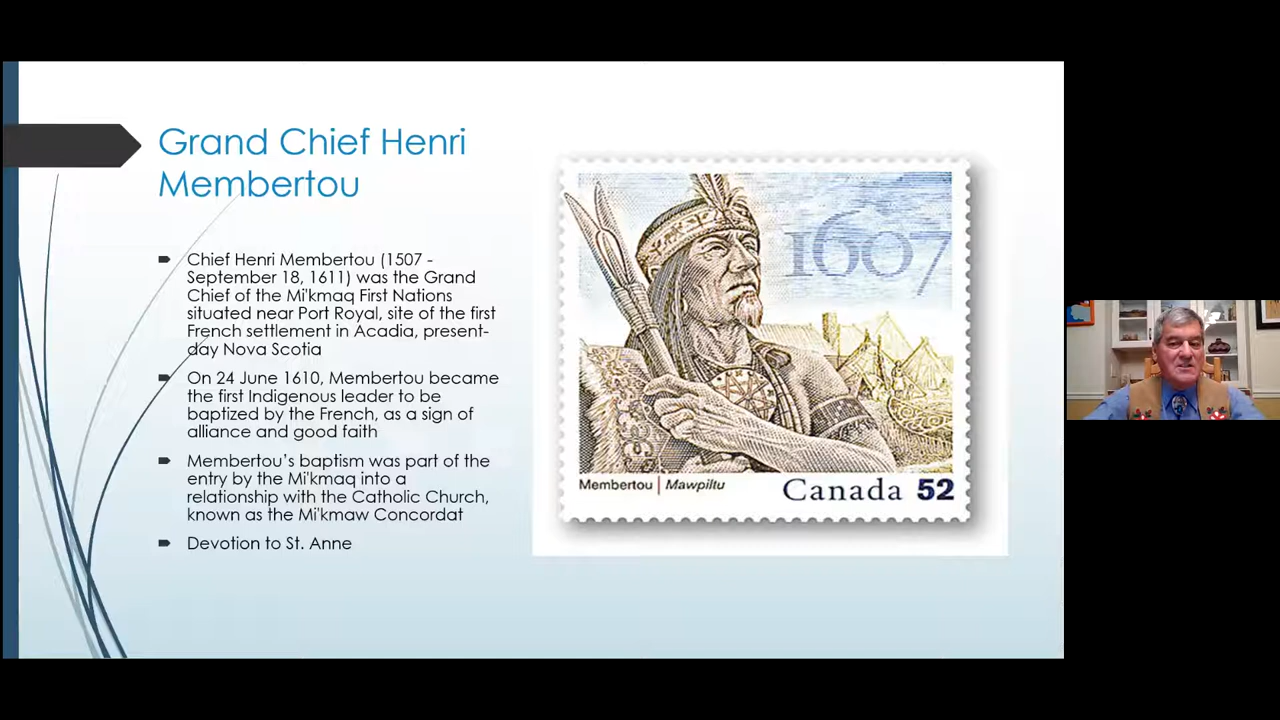 Grand Chief Henri
Membertou
Chief Henri Membertou (1507 -
September 18, 1611) was the Grand
Chief of the Mi'kmaq First Nations
situated near Port Royal, site of the first
French settlement in Acadia, present-
day Nova Scotia
On 24 June 1610, Membertou became
the first Indigenous leader to be
baptized by the French, as a sign of
alliance and good faith
Membertou’s baptism was part of the
entry by the Mi'kmaq into a
relationship with the Catholic Church,
known as the Mi'kmaw Concordat
Devotion to St. Anne
1607
Membertou | Mawpiltu
Canada 52